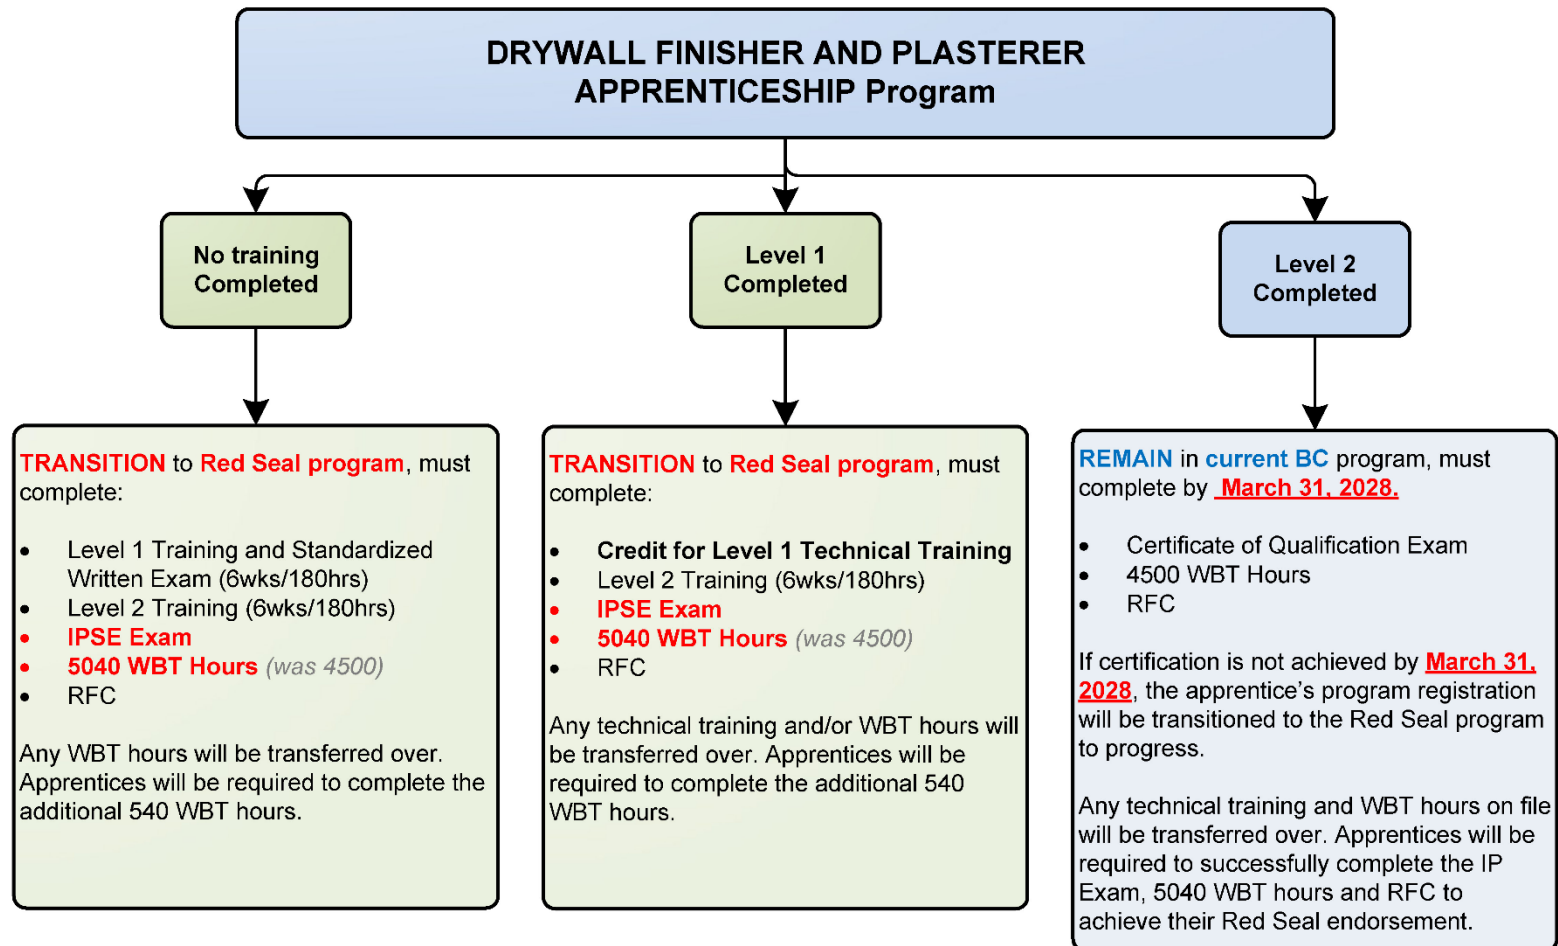 DRYWALL FINISHER AND PLASTERER
APPRENTICESHIP Program
No training
Completed
Level 1
Completed
Level 2
Completed
TRANSITION to Red Seal program, must
complete:
• Level 1 Training and Standardized
Written Exam (6wks/180hrs)
• Level 2 Training (6wks/180hrs)
• IPSE Exam
• 5040 WBT Hours (was 4500)
• RFC
Any WBT hours will be transferred over.
Apprentices will be required to complete the
additional 540 WBT hours.
TRANSITION to Red Seal program, must
complete:
• Credit for Level 1 Technical Training
• Level 2 Training (6wks/180hrs)
• IPSE Exam
• 5040 WBT Hours (was 4500)
• RFC
Any technical training and/or WBT hours will
be transferred over. Apprentices will be
required to complete the additional 540
WBT hours.
REMAIN in current BC program, must
complete by March 31, 2028.
• Certificate of Qualification Exam
• 4500 WBT Hours
• RFC
If certification is not achieved by March 31,
2028, the apprentice's program registration
will be transitioned to the Red Seal program
to progress.
Any technical training and WBT hours on file
will be transferred over. Apprentices will be
required to successfully complete the IP
Exam, 5040 WBT hours and RFC to
achieve their Red Seal endorsement.